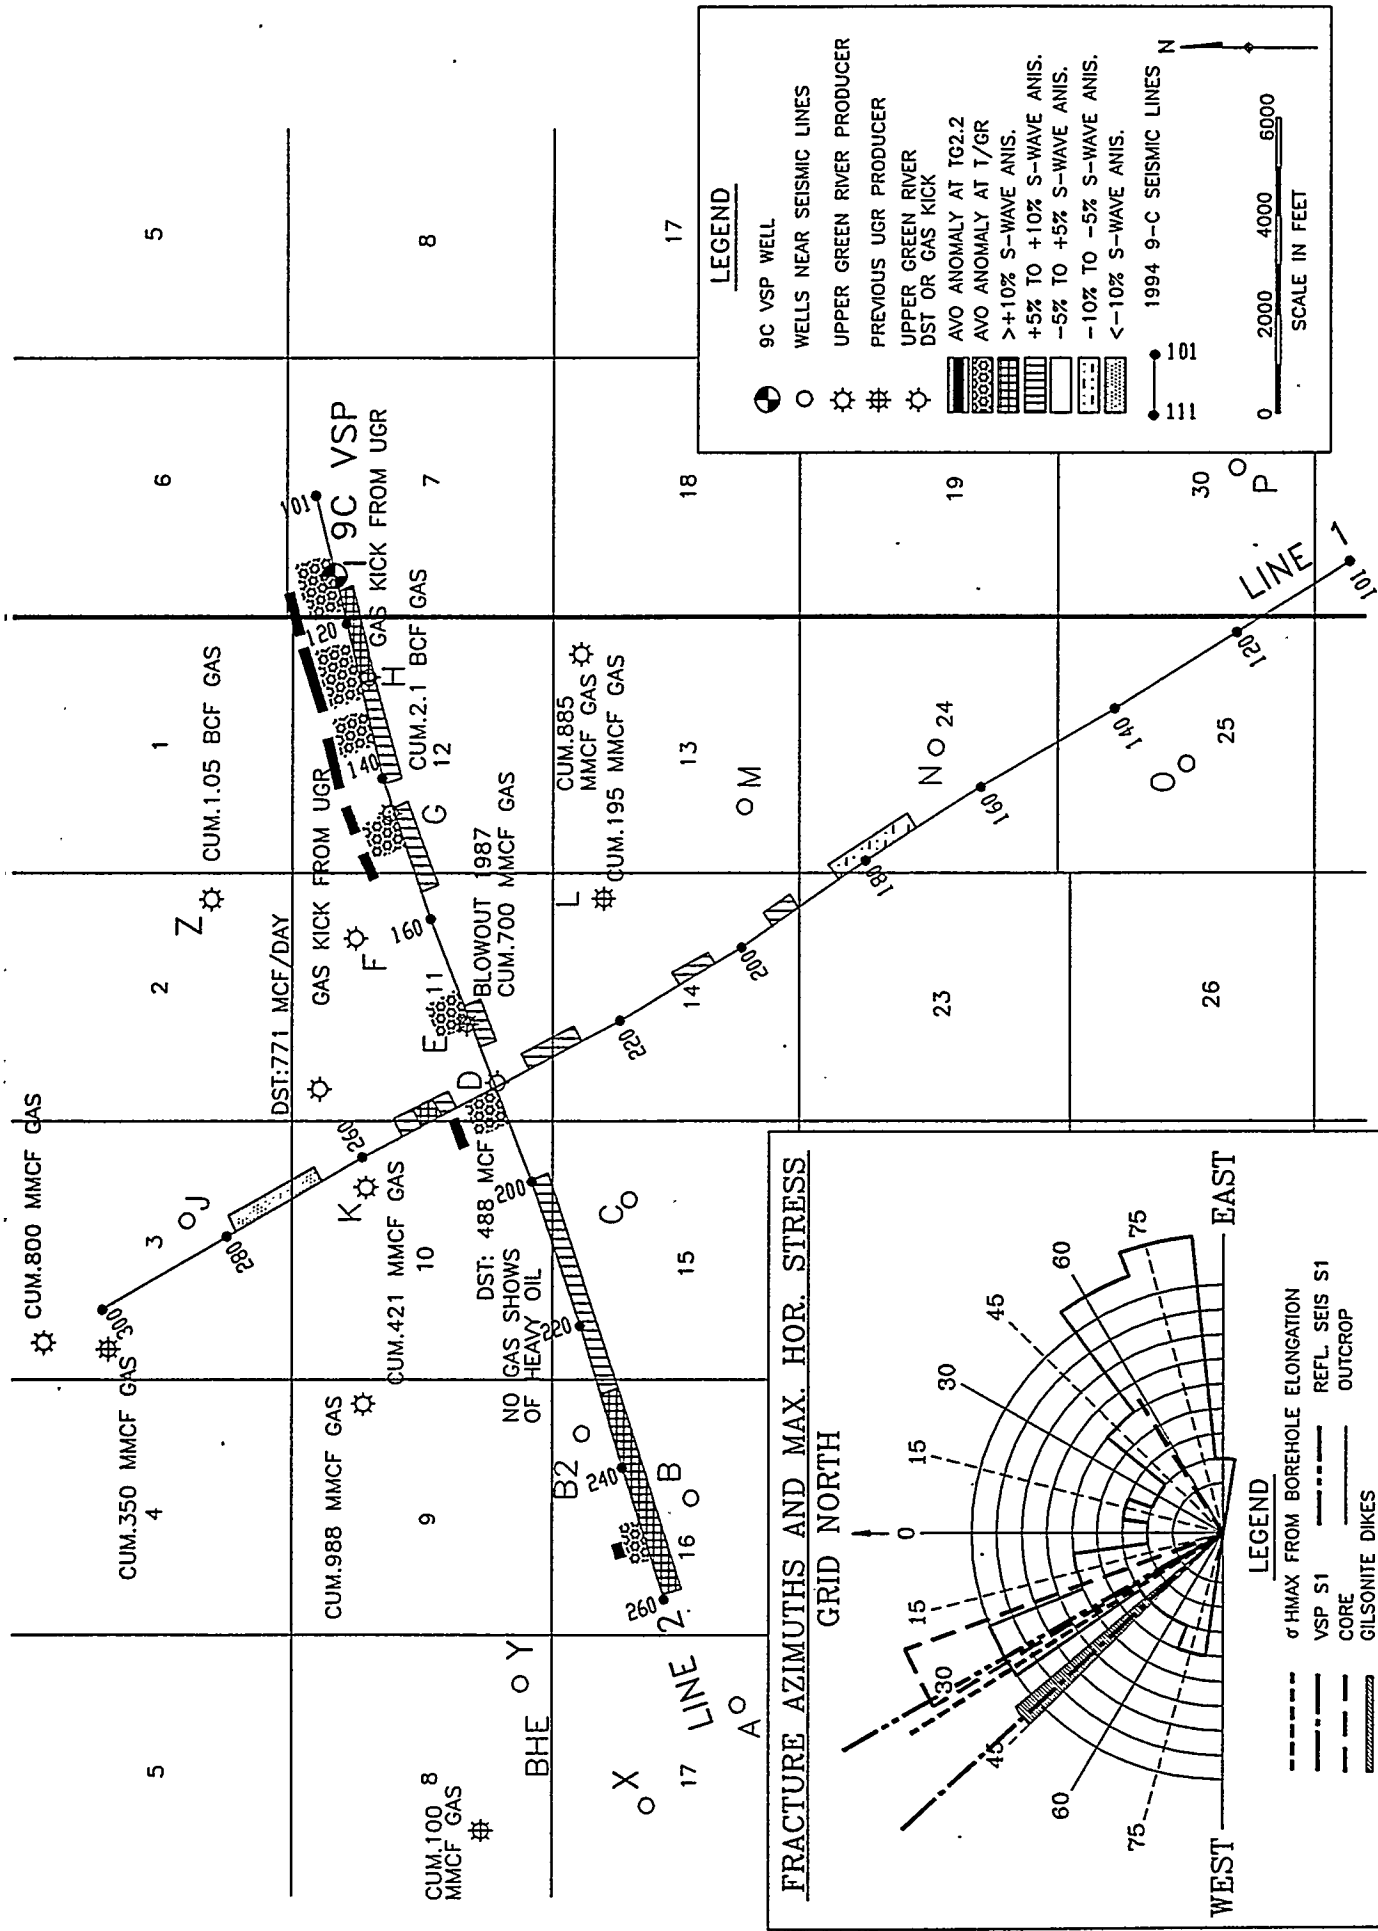 CUM.800 MMCF GAS
CUM.350 MMCF GAS
300
5
4
3
2
1
6
5
J
280
Z
CUM.1.05 BCF GAS
DST:771 MCF/DAY
GAS KICK FROM UGR
CUM.988 MMCF GAS
K
260
CUM.421 MMCF GAS
F
120
140
101
9C VSP
GAS KICK FROM UGR
H
CUM.2.1 BCF GAS
G
CUM.100
MMCF GAS
8
9
10
11
12
7
8
160
E
D
BLOWOUT 1987
CUM.700 MMCF GAS
DST: 488 MCF
NO GAS SHOWS
OF HEAVY OIL
200
BHE
Y
B2
220
240
260
LINE 2
X
A
B
C
L
CUM.885
MMCF GAS
CUM.195 MMCF GAS
17
16
15
14
13
18
17
220
200
M
180
N
24
23
19
160
140
O
25
26
30
P
120
LINE 1
101
LEGEND
9C VSP WELL
WELLS NEAR SEISMIC LINES
UPPER GREEN RIVER PRODUCER
PREVIOUS UGR PRODUCER
UPPER GREEN RIVER
DST OR GAS KICK
AVO ANOMALY AT TG2.2
AVO ANOMALY AT T/GR
>+10% S-WAVE ANIS.
+5% TO +10% S-WAVE ANIS.
-5% TO +5% S-WAVE ANIS.
-10% TO -5% S-WAVE ANIS.
<-10% S-WAVE ANIS.
111 101 1994 9-C SEISMIC LINES
N
0 2000 4000 6000
SCALE IN FEET
FRACTURE AZIMUTHS AND MAX. HOR. STRESS
GRID NORTH
0
15
15
30
30
45
45
60
60
75
75
WEST
EAST
LEGEND
σHMAX FROM BOREHOLE ELONGATION
VSP S1 REFL. SEIS S1
CORE OUTCROP
GILSONITE DIKES